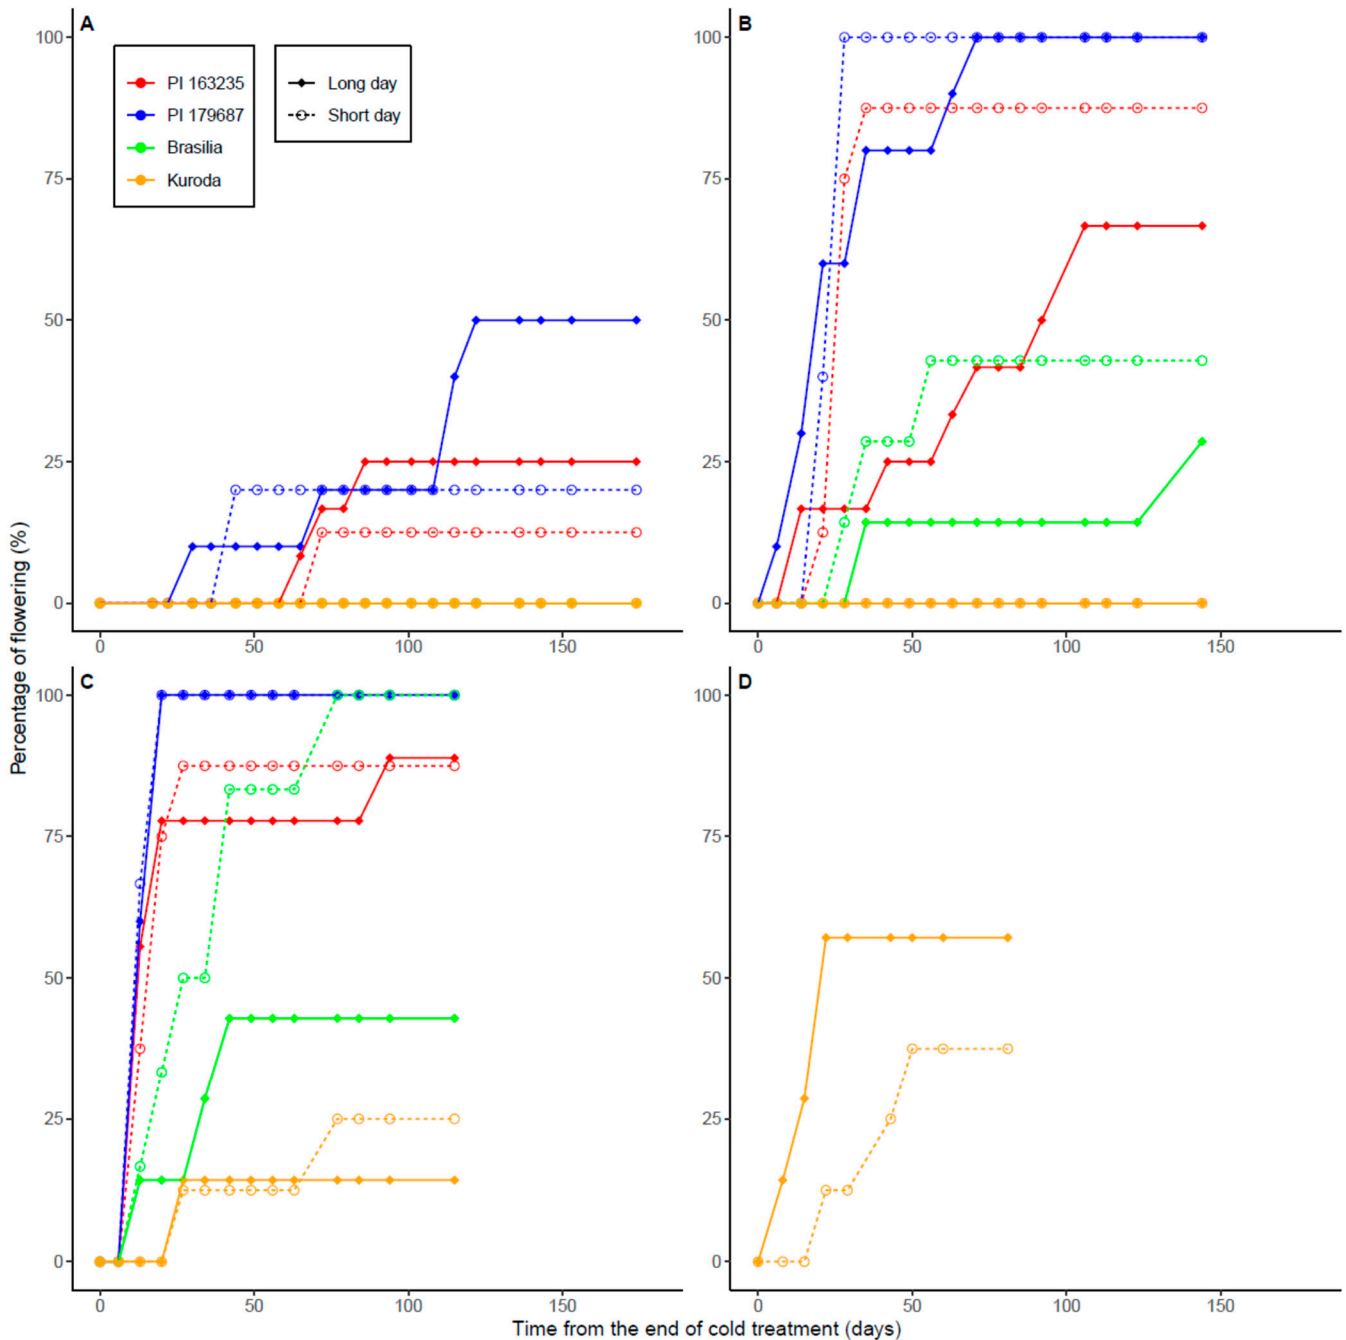 A
100
75
50
25
0
PI 163235
PI 179687
Brasilia
Kuroda
Long day
Short day
0 50 100 150
B
100
75
50
25
0
0 50 100 150
C
100
75
50
25
0
0 50 100 150
D
100
75
50
25
0
0 50 100 150
Percentage of flowering (%)
Time from the end of cold treatment (days)